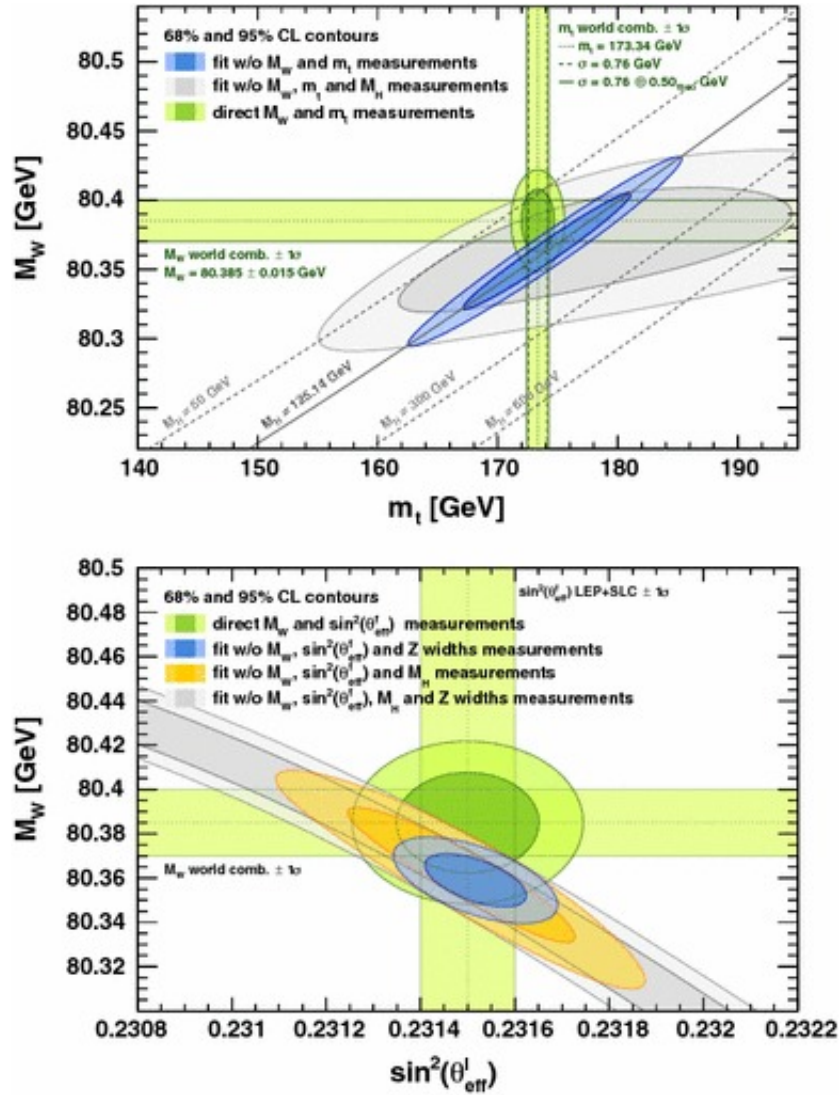 68% and 95% CL contours
fit w/o M_W and m_t measurements
fit w/o M_W, m_t and M_H measurements
direct M_W and m_t measurements
m_t world comb. ± 1σ
m_t = 173.34 GeV
σ = 0.76 GeV
σ = 0.76 ⊕ 0.50_theo GeV
80.5
80.45
80.4
80.35
80.3
80.25
M_W [GeV]
M_W world comb. ± 1σ
M_W = 80.385 ± 0.015 GeV
M_H = 50 GeV
M_H = 125.14 GeV
M_H = 300 GeV
M_H = 600 GeV
140 150 160 170 180 190
m_t [GeV]
80.5
80.48
80.46
80.44
80.42
80.4
80.38
80.36
80.34
80.32
M_W [GeV]
68% and 95% CL contours
direct M_W and sin²(θ^l_eff) measurements
fit w/o M_W, sin²(θ^l_eff) and Z widths measurements
fit w/o M_W, sin²(θ^l_eff) and M_H measurements
fit w/o M_W, sin²(θ^l_eff), M_H and Z widths measurements
sin²(θ^l_eff) LEP+SLC ± 1σ
M_W world comb. ± 1σ
0.2308 0.231 0.2312 0.2314 0.2316 0.2318 0.232 0.2322
sin²(θ^l_eff)